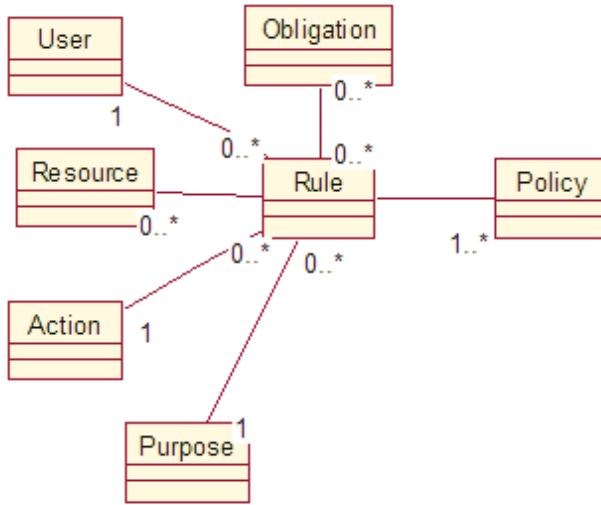 User
Obligation
1
0..*
0..*
0..*
Resource
Rule
Policy
0..*
0..*
0..*
1..*
Action
1
1
Purpose